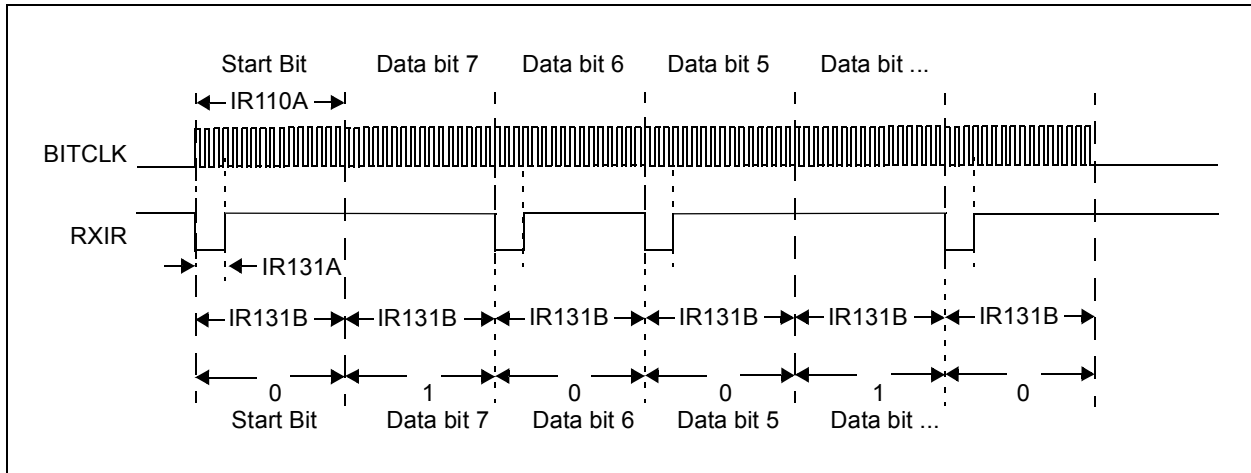 Start Bit Data bit 7 Data bit 6 Data bit 5 Data bit ...
IR110A
BITCLK
RXIR
IR131A
IR131B IR131B IR131B IR131B IR131B IR131B
0 1 0 0 1 0
Start Bit Data bit 7 Data bit 6 Data bit 5 Data bit ...